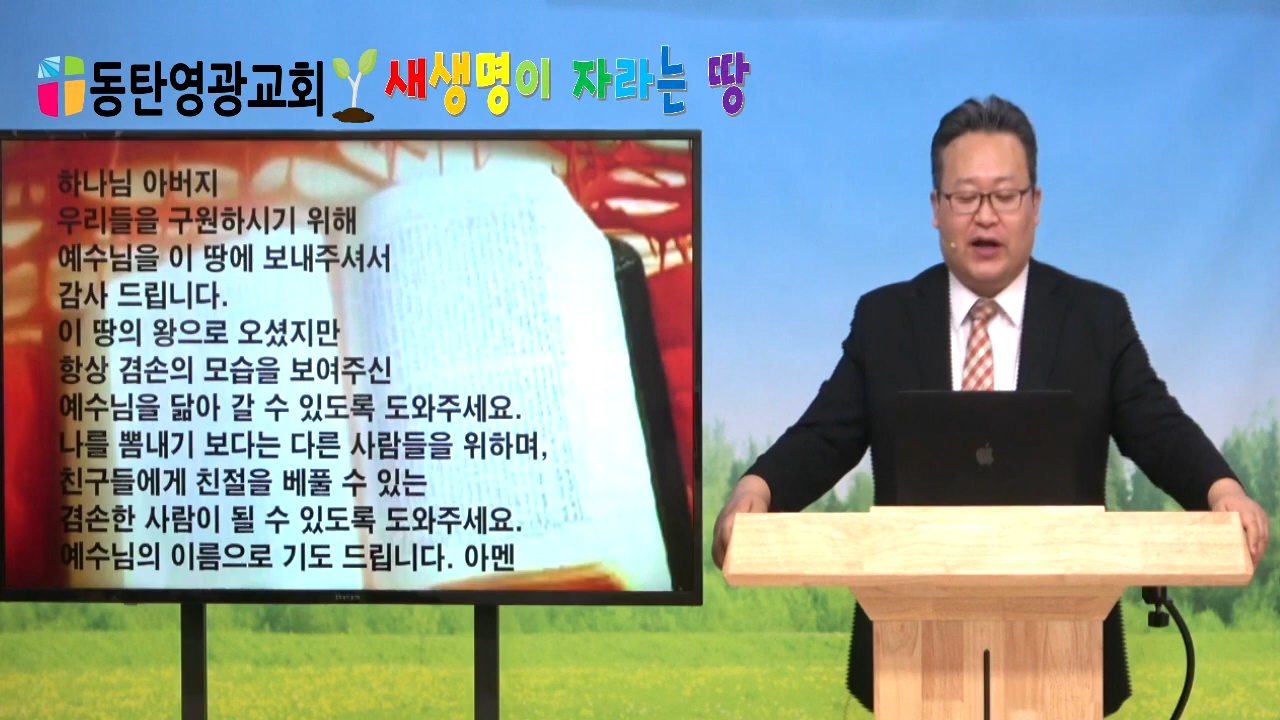 동탄영광교회 새생명이 자라는 땅
하나님 아버지
우리들을 구원하시기 위해
예수님을 이 땅에 보내주셔서
감사 드립니다.
이 땅의 왕으로 오셨지만
항상 겸손의 모습을 보여주신
예수님을 닮아 갈 수 있도록 도와주세요.
나를 뽐내기 보다는 다른 사람들을 위하며,
친구들에게 친절을 베풀 수 있는
겸손한 사람이 될 수 있도록 도와주세요.
예수님의 이름으로 기도 드립니다. 아멘